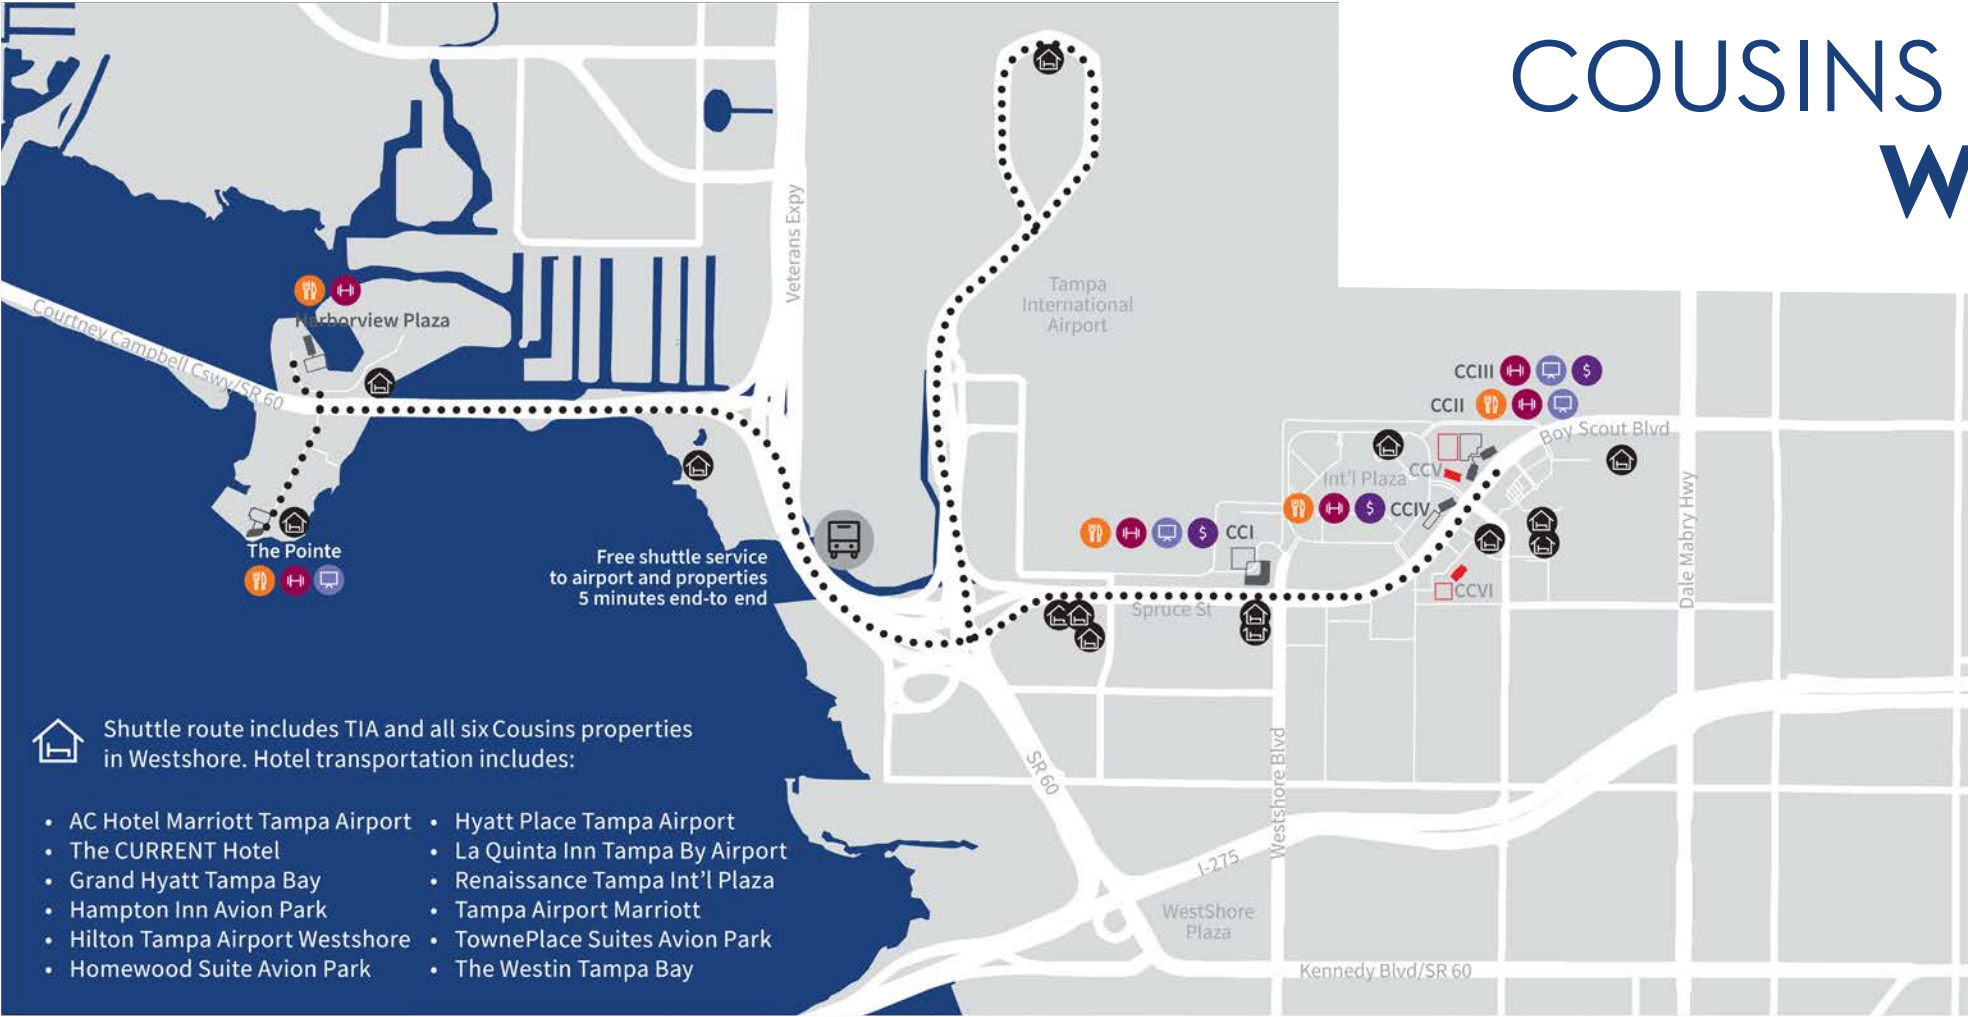 COUSINS
W
Veterans Expy
Tampa
International
Airport
Harborview Plaza
Courtney Campbell Cswy/SR 60
CCIII $
CCII
Boy Scout Blvd
CCV
Int'l Plaza
$ CCIV
$ CCI
Dale Mabry Hwy
The Pointe
Free shuttle service
to airport and properties
5 minutes end-to end
CCVI
Spruce St
Shuttle route includes TIA and all six Cousins properties
in Westshore. Hotel transportation includes:
SR 60
Westshore Blvd
• AC Hotel Marriott Tampa Airport
• The CURRENT Hotel
• Grand Hyatt Tampa Bay
• Hampton Inn Avion Park
• Hilton Tampa Airport Westshore
• Homewood Suite Avion Park
• Hyatt Place Tampa Airport
• La Quinta Inn Tampa By Airport
• Renaissance Tampa Int'l Plaza
• Tampa Airport Marriott
• TownePlace Suites Avion Park
• The Westin Tampa Bay
I-275
WestShore
Plaza
Kennedy Blvd/SR 60